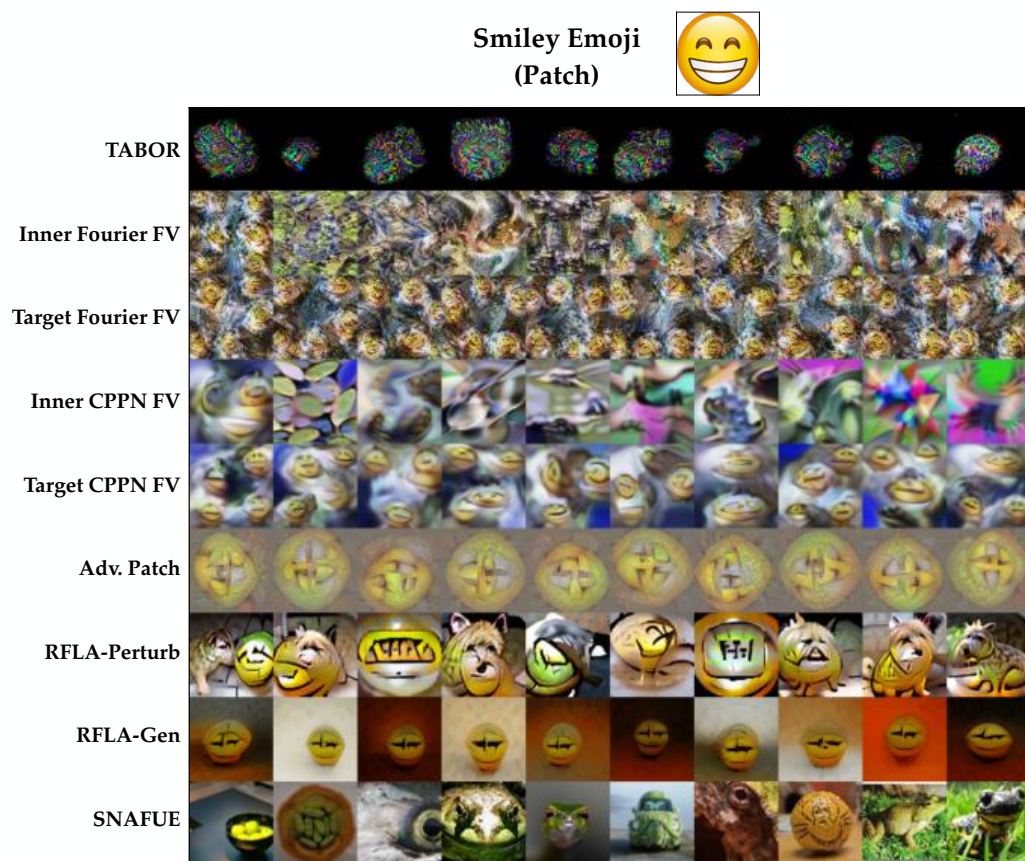 Smiley Emoji
(Patch)
TABOR
Inner Fourier FV
Target Fourier FV
Inner CPPN FV
Target CPPN FV
Adv. Patch
RFLA-Perturb
RFLA-Gen
SNAFUE